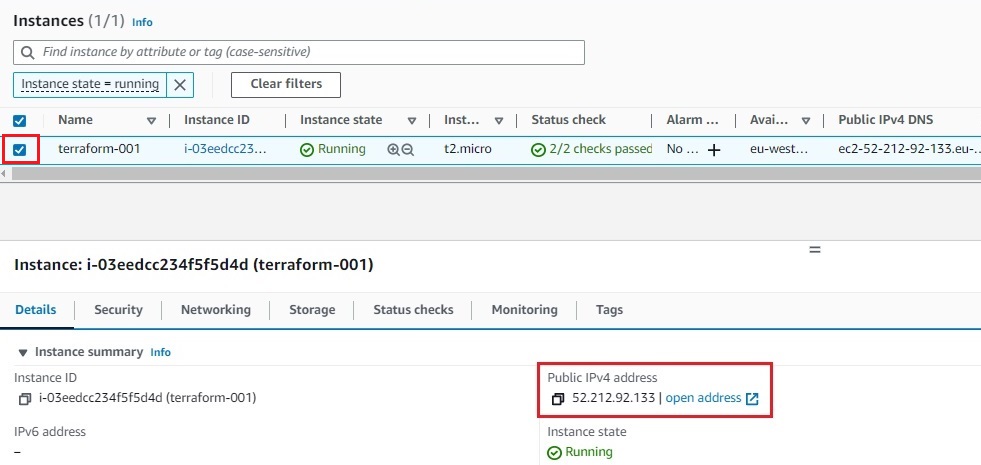 Instances (1/1) Info
Find instance by attribute or tag (case-sensitive)
Instance state = running
Clear filters
Name Instance ID Instance state Inst... Status check Alarm ... Avai... Public IPv4 DNS
terraform-001 i-03eedcc23... Running t2.micro 2/2 checks passed No ... eu-west... ec2-52-212-92-133.eu-...
Instance: i-03eedcc234f5f5d4d (terraform-001)
Details Security Networking Storage Status checks Monitoring Tags
Instance summary Info
Instance ID
i-03eedcc234f5f5d4d (terraform-001)
Public IPv4 address
52.212.92.133 | open address
IPv6 address
–
Instance state
Running